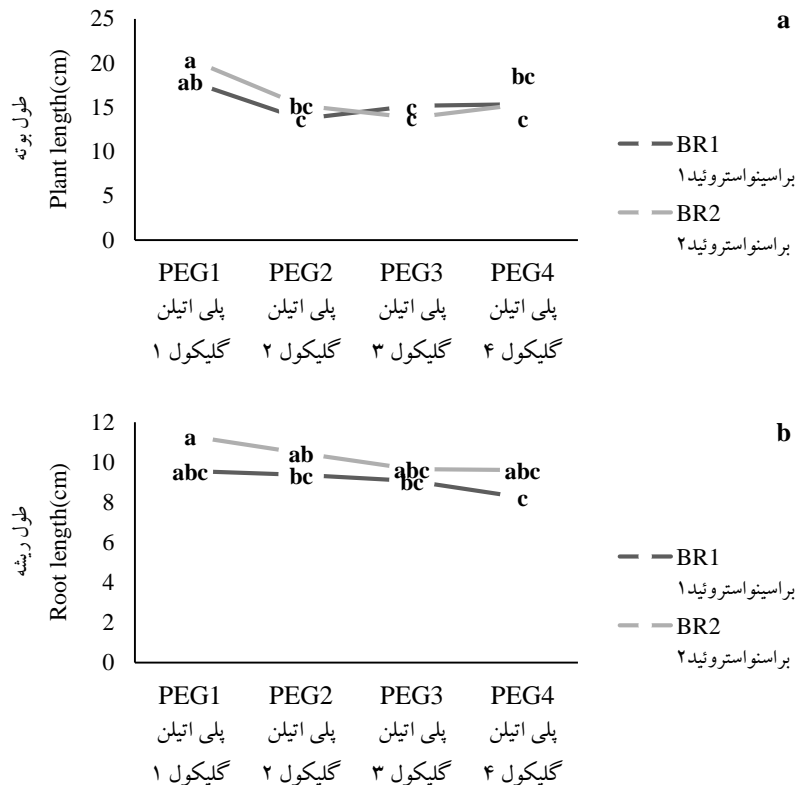 a
25
20
15
10
5
0
طول بوته
Plant length(cm)
a
ab
bc
c
c
c
bc
c
PEG1
پلی اتیلن
گلیکول ۱
PEG2
پلی اتیلن
گلیکول ۲
PEG3
پلی اتیلن
گلیکول ۳
PEG4
پلی اتیلن
گلیکول ۴
BR1
براسینواستروئید۱
BR2
براسنواستروئید۲
b
12
10
8
6
4
2
0
طول ریشه
Root length(cm)
a
abc
ab
bc
abc
bc
abc
c
PEG1
پلی اتیلن
گلیکول ۱
PEG2
پلی اتیلن
گلیکول ۲
PEG3
پلی اتیلن
گلیکول ۳
PEG4
پلی اتیلن
گلیکول ۴
BR1
براسینواستروئید۱
BR2
براسنواستروئید۲